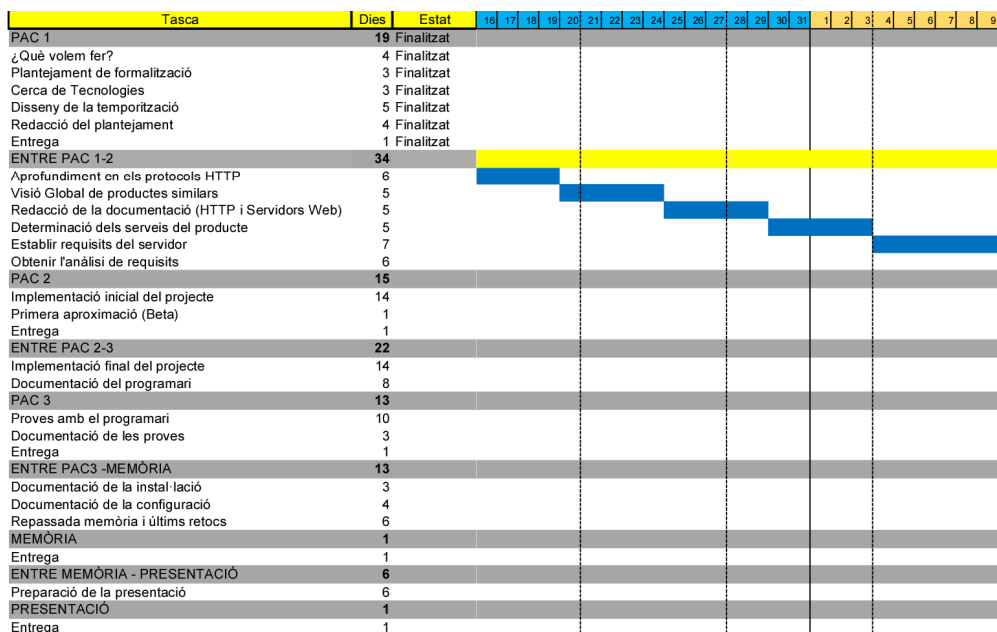 Tasca Dies Estat 16 17 18 19 20 21 22 23 24 25 26 27 28 29 30 31 1 2 3 4 5 6 7 8 9
PAC 1 19 Finalitzat
¿Què volem fer? 4 Finalitzat
Plantejament de formalització 3 Finalitzat
Cerca de Tecnologies 3 Finalitzat
Disseny de la temporització 5 Finalitzat
Redacció del plantejament 4 Finalitzat
Entrega 1 Finalitzat
ENTRE PAC 1-2 34
Aprofundiment en els protocols HTTP 6
Visió Global de productes similars 5
Redacció de la documentació (HTTP i Servidors Web) 5
Determinació dels serveis del producte 5
Establir requisits del servidor 7
Obtenir l'anàlisi de requisits 6
PAC 2 15
Implementació inicial del projecte 14
Primera aproximació (Beta) 1
Entrega 1
ENTRE PAC 2-3 22
Implementació final del projecte 14
Documentació del programari 8
PAC 3 13
Proves amb el programari 10
Documentació de les proves 3
Entrega 1
ENTRE PAC3 -MEMÒRIA 13
Documentació de la instal·lació 3
Documentació de la configuració 4
Repassada memòria i últims retocs 6
MEMÒRIA 1
Entrega 1
ENTRE MEMÒRIA - PRESENTACIÓ 6
Preparació de la presentació 6
PRESENTACIÓ 1
Entrega 1